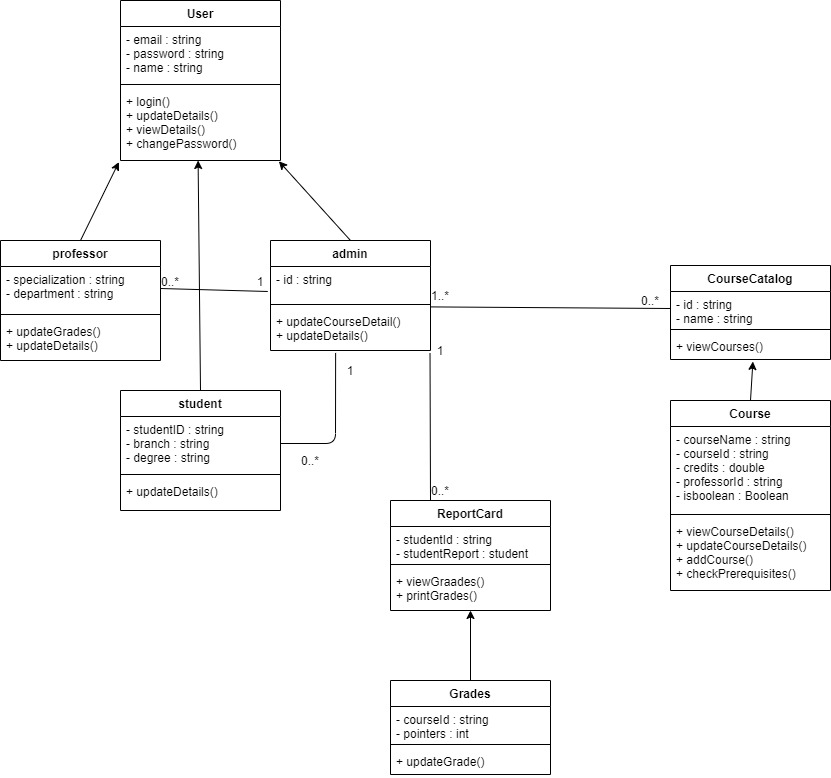 User
- email : string
- password : string
- name : string
+ login()
+ updateDetails()
+ viewDetails()
+ changePassword()
professor
- specialization : string
- department : string
+ updateGrades()
+ updateDetails()
0..*
1
admin
- id : string
+ updateCourseDetail()
+ updateDetails()
1..*
0..*
CourseCatalog
- id : string
- name : string
+ viewCourses()
1
1
student
- studentID : string
- branch : string
- degree : string
+ updateDetails()
0..*
0..*
Course
- courseName : string
- courseId : string
- credits : double
- professorId : string
- isboolean : Boolean
+ viewCourseDetails()
+ updateCourseDetails()
+ addCourse()
+ checkPrerequisites()
ReportCard
- studentId : string
- studentReport : student
+ viewGraades()
+ printGrades()
Grades
- courseId : string
- pointers : int
+ updateGrade()